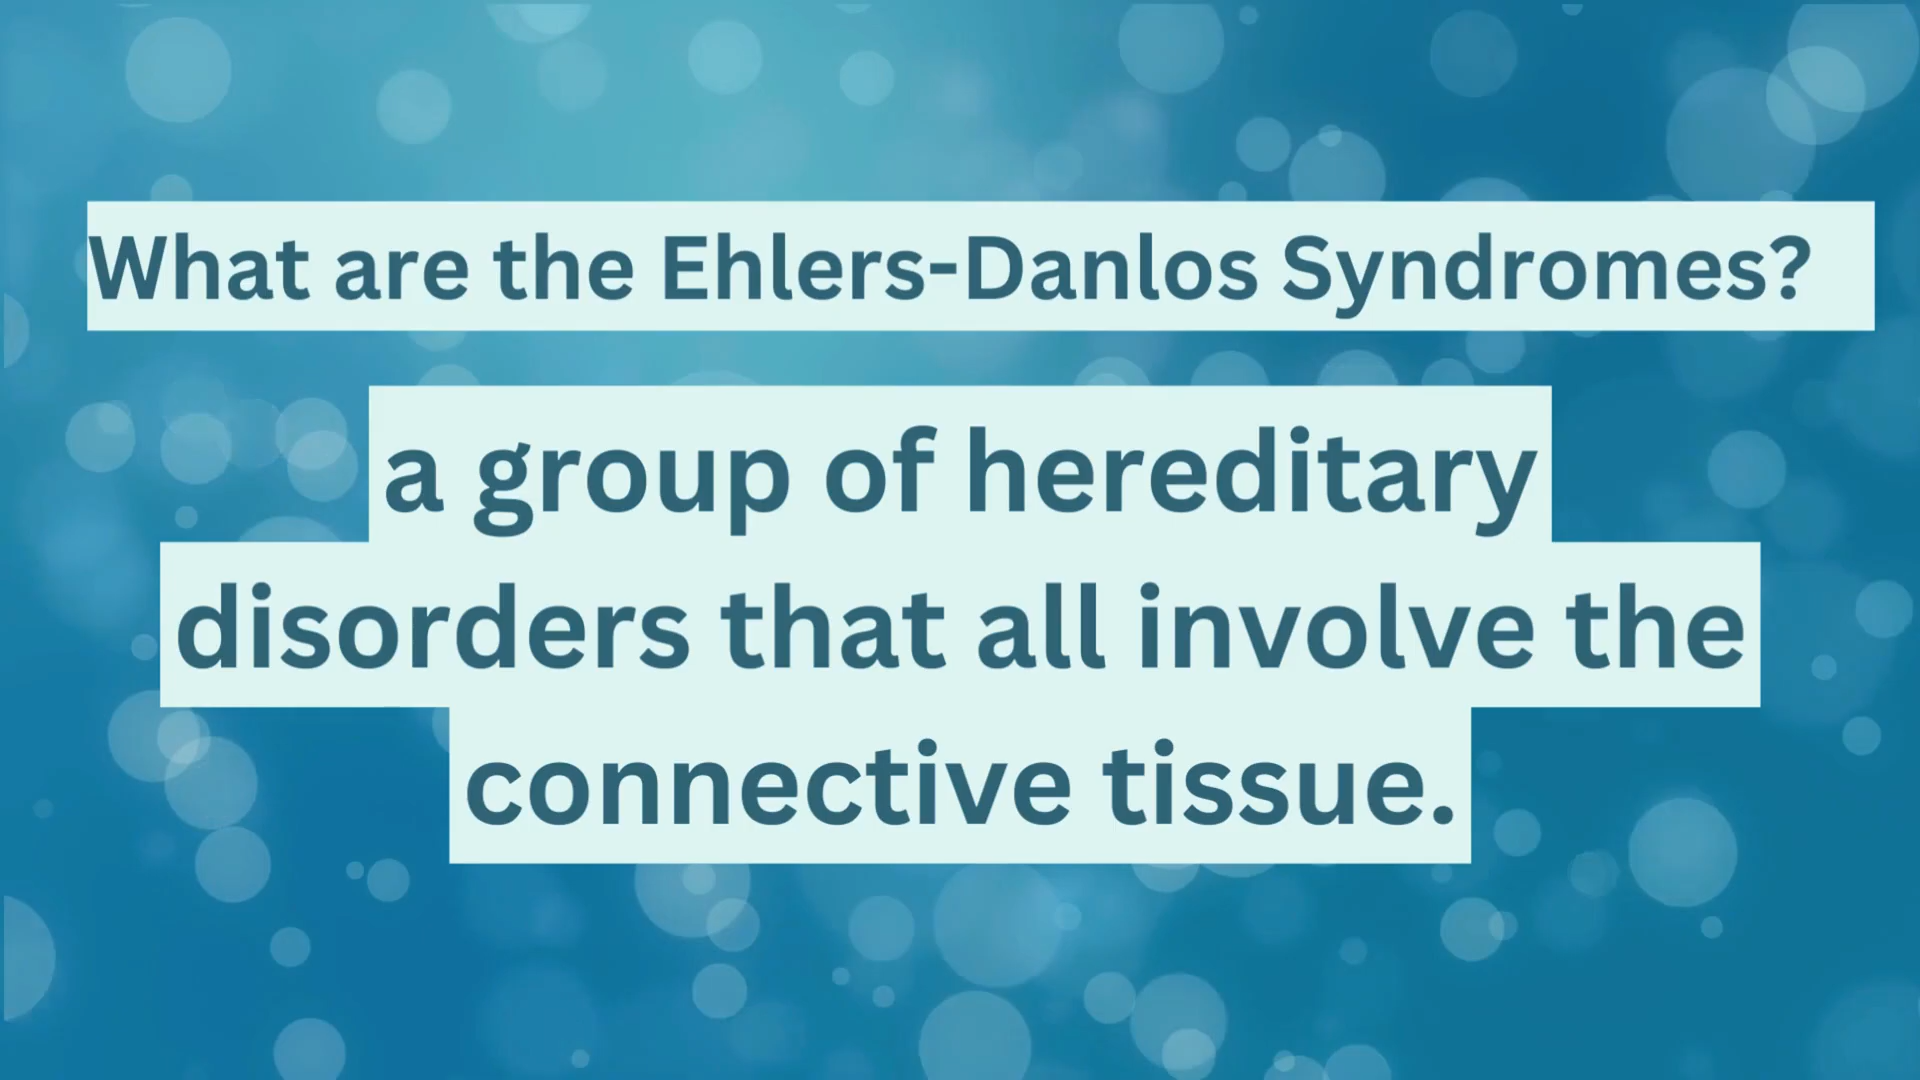 What are the Ehlers-Danlos Syndromes?
a group of hereditary
disorders that all involve the
connective tissue.